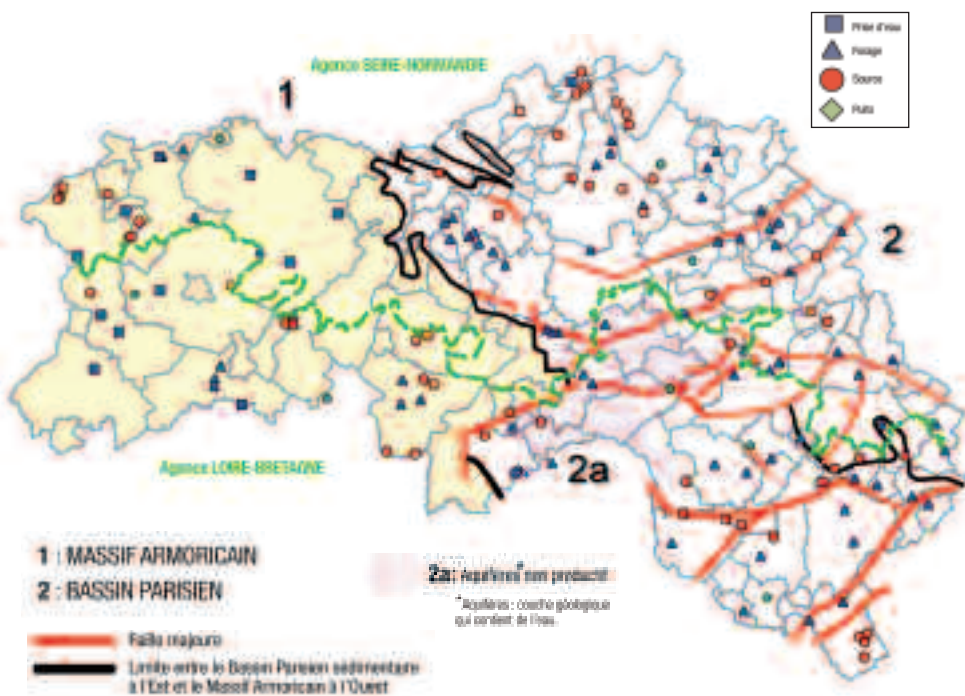 Prise d'eau
Forage
Source
Puits
Agence SEINE-NORMANDIE
1
2
2a
Agence LOIRE-BRETAGNE
1 : MASSIF ARMORICAIN
2 : BASSIN PARISIEN
2a: Aquifères* non productif
*Aquifères : couche géologique
qui contient de l'eau.
Faille majeure
Limite entre le Bassin Parisien sédimentaire
à l'Est et le Massif Armoricain à l'Ouest